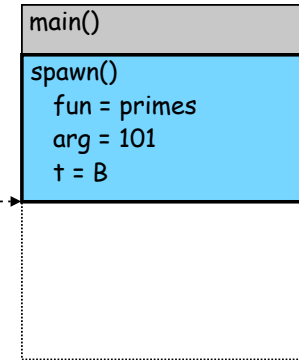 main()
spawn()
fun = primes
arg = 101
t = B